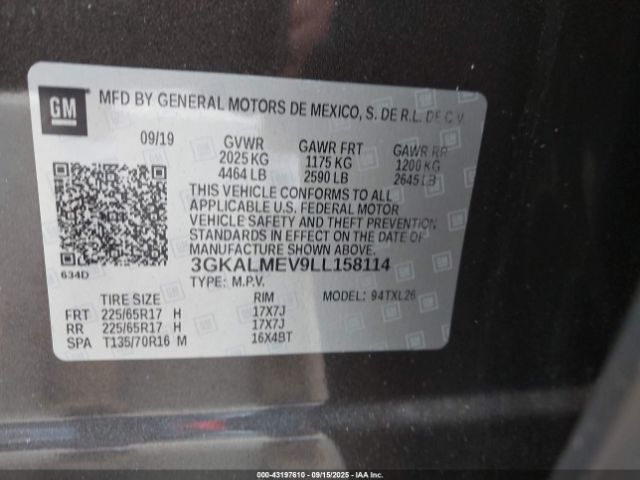 GM MFD BY GENERAL MOTORS DE MEXICO, S. DE R.L. DE C.V.
09/19 GVWR GAWR FRT GAWR RR
2025 KG 1175 KG 1200 KG
4464 LB 2590 LB 2645 LB
THIS VEHICLE CONFORMS TO ALL
APPLICABLE U.S. FEDERAL MOTOR
VEHICLE SAFETY AND THEFT PREVENTION
STANDARDS IN EFFECT ON THE DATE OF
MANUFACTURE SHOWN ABOVE.
634D 3GKALMEV9LL158114
TYPE: M.P.V.
TIRE SIZE RIM MODEL: 94TXL26
FRT 225/65R17 H 17X7J
RR 225/65R17 H 17X7J
SPA T135/70R16 M 16X4BT
000-43197610 - 09/15/2025 - IAA Inc.